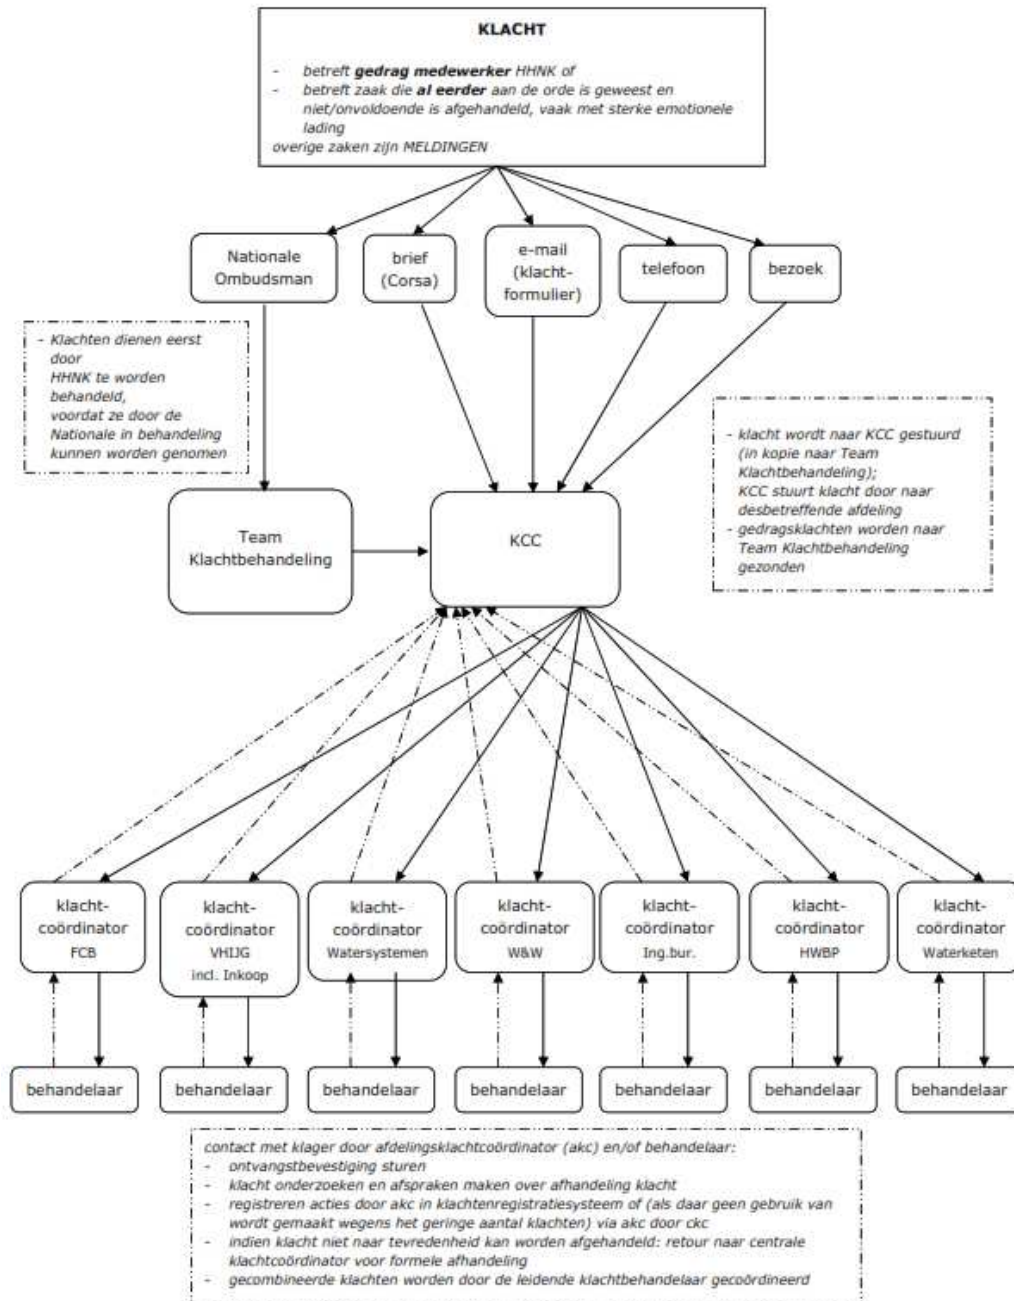 KLACHT
- betreft gedrag medewerker HHNK of
- betreft zaak die al eerder aan de orde is geweest en
niet/onvoldoende is afgehandeld, vaak met sterke emotionele
lading
overige zaken zijn MELDINGEN
Nationale
Ombudsman
brief
(Corsa)
e-mail
(klacht-
formulier)
telefoon
bezoek
- Klachten dienen eerst
door
HHNK te worden
behandeld,
voordat ze door de
Nationale in behandeling
kunnen worden genomen
- klacht wordt naar KCC gestuurd
(in kopie naar Team
Klachtbehandeling);
KCC stuurt klacht door naar
desbetreffende afdeling
- gedragsklachten worden naar
Team Klachtbehandeling
gezonden
Team
Klachtbehandeling
KCC
klacht-
coördinator
FCB
klacht-
coördinator
VHIJG
incl. Inkoop
klacht-
coördinator
Watersystemen
klacht-
coördinator
W&W
klacht-
coördinator
Ing.bur.
klacht-
coördinator
HWBP
klacht-
coördinator
Waterketen
behandelaar
behandelaar
behandelaar
behandelaar
behandelaar
behandelaar
behandelaar
contact met klager door afdelingsklachtcoördinator (akc) en/of behandelaar:
- ontvangstbevestiging sturen
- klacht onderzoeken en afspraken maken over afhandeling klacht
- registreren acties door akc in klachtenregistratiesysteem of (als daar geen gebruik van
wordt gemaakt wegens het geringe aantal klachten) via akc door ckc
- indien klacht niet naar tevredenheid kan worden afgehandeld: retour naar centrale
klachtcoördinator voor formele afhandeling
- gecombineerde klachten worden door de leidende klachtbehandelaar gecoördineerd